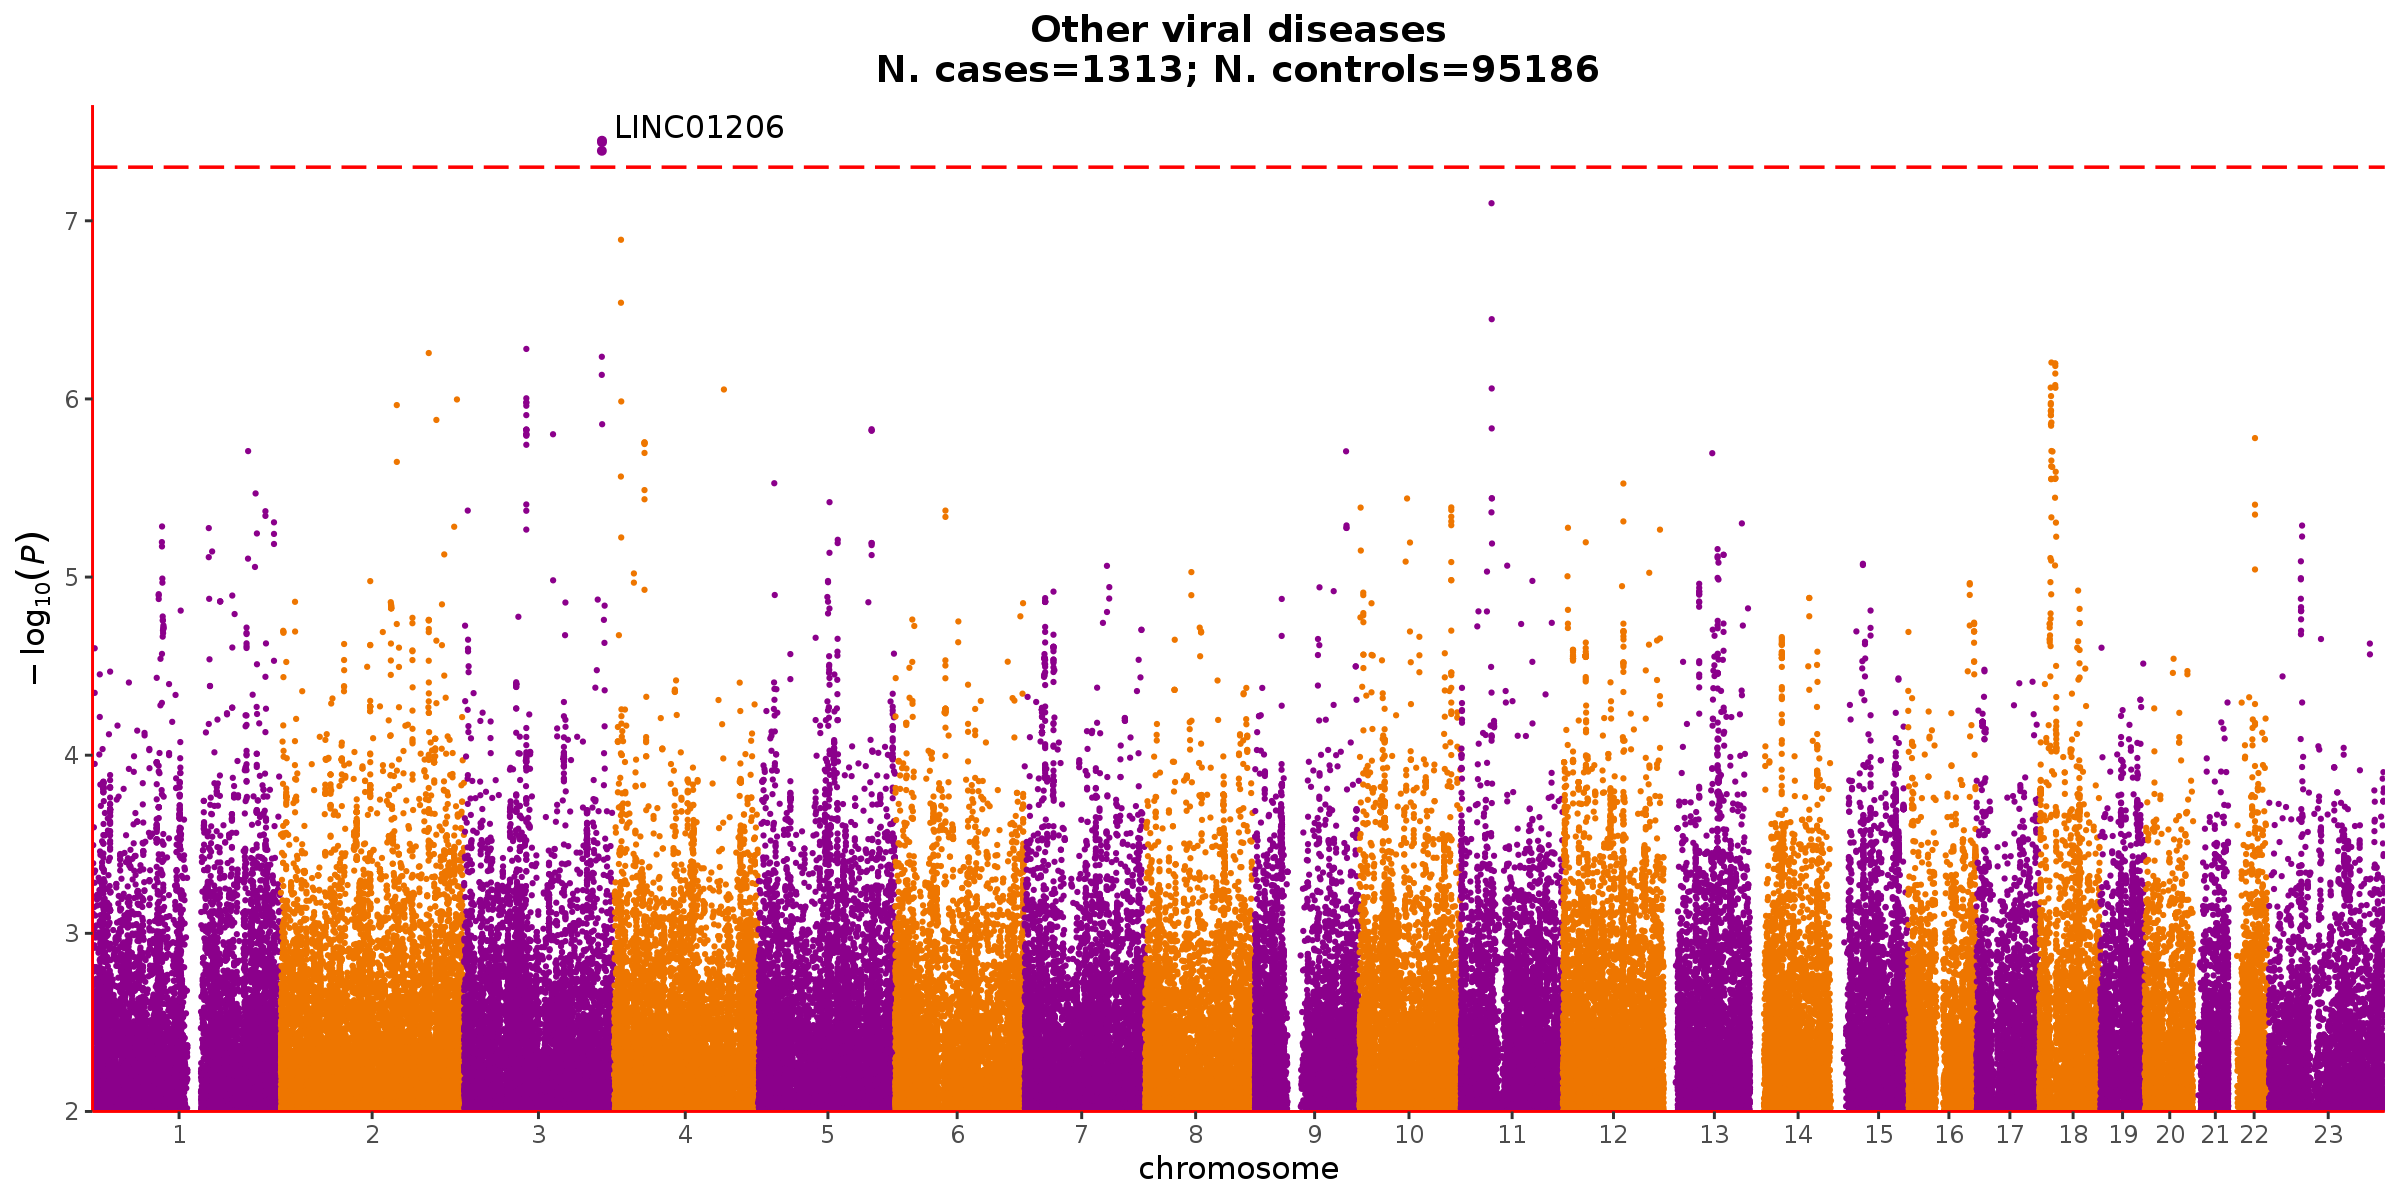 Other viral diseases
N. cases=1313; N. controls=95186
LINC01206
7
6
5
4
3
2
−log10(P)
1 2 3 4 5 6 7 8 9 10 11 12 13 14 15 16 17 18 19 20 21 22 23
chromosome